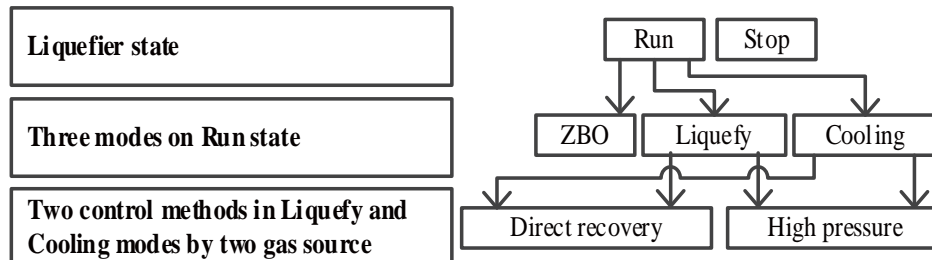 Liquefier state
Run
Stop
Three modes on Run state
ZBO
Liquefy
Cooling
Two control methods in Liquefy and
Cooling modes by two gas source
Direct recovery
High pressure